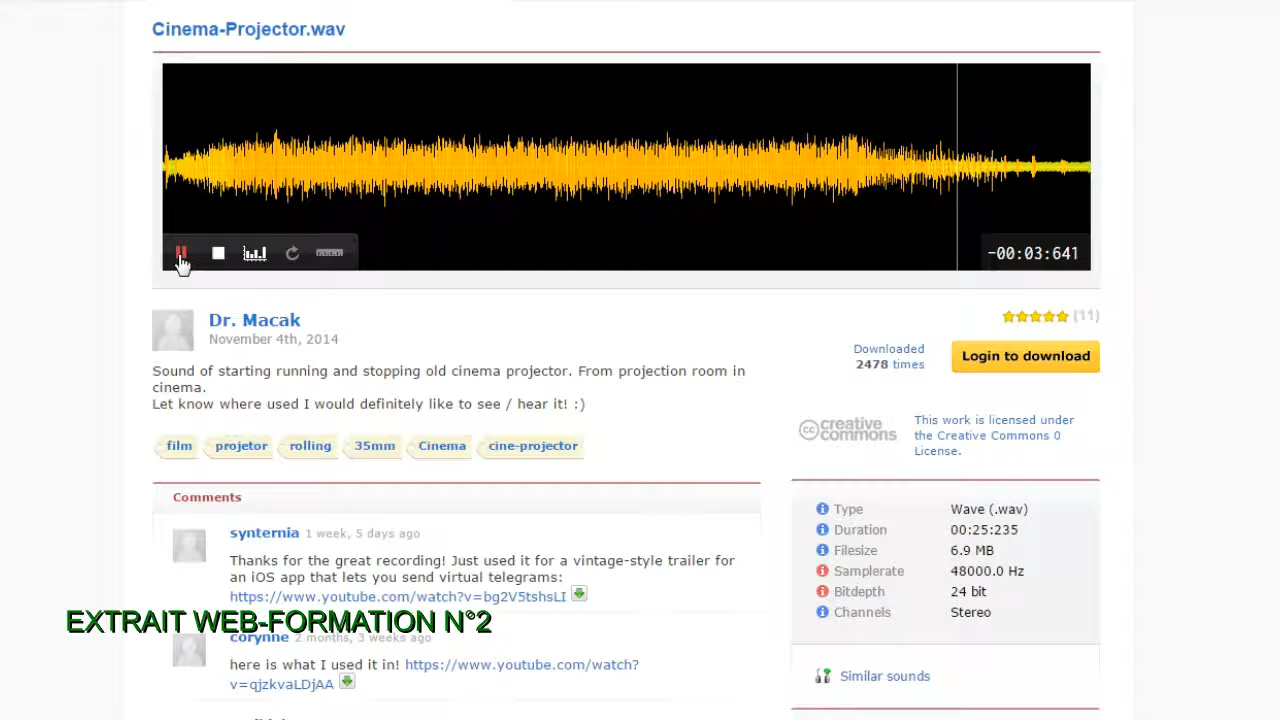 Cinema-Projector.wav
-00:03:641
Dr. Macak
November 4th, 2014
(11)
Downloaded
2478 times
Login to download
Sound of starting running and stopping old cinema projector. From projection room in
cinema.
Let know where used I would definitely like to see / hear it! :)
creative
commons
This work is licensed under
the Creative Commons 0
License.
film
projetor
rolling
35mm
Cinema
cine-projector
Comments
synternia 1 week, 5 days ago
Thanks for the great recording! Just used it for a vintage-style trailer for
an iOS app that lets you send virtual telegrams:
https://www.youtube.com/watch?v=bg2V5tshsLI
EXTRAIT WEB-FORMATION N°2
corynne 2 months, 3 weeks ago
here is what I used it in! https://www.youtube.com/watch?
v=qjzkvaLDjAA
Type Wave (.wav)
Duration 00:25:235
Filesize 6.9 MB
Samplerate 48000.0 Hz
Bitdepth 24 bit
Channels Stereo
Similar sounds